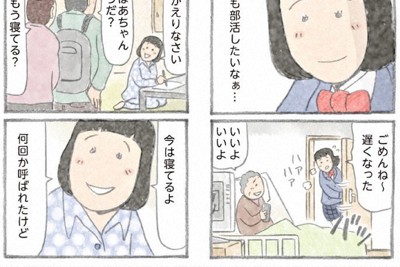 も部活したいなぁ…
ごめんね〜
遅くなった
ハァ
ハァ
いいよ
いいよ
かえりなさい
ばあちゃん
うだ？
もう寝てる？
今は寝てるよ
何回か呼ばれたけど